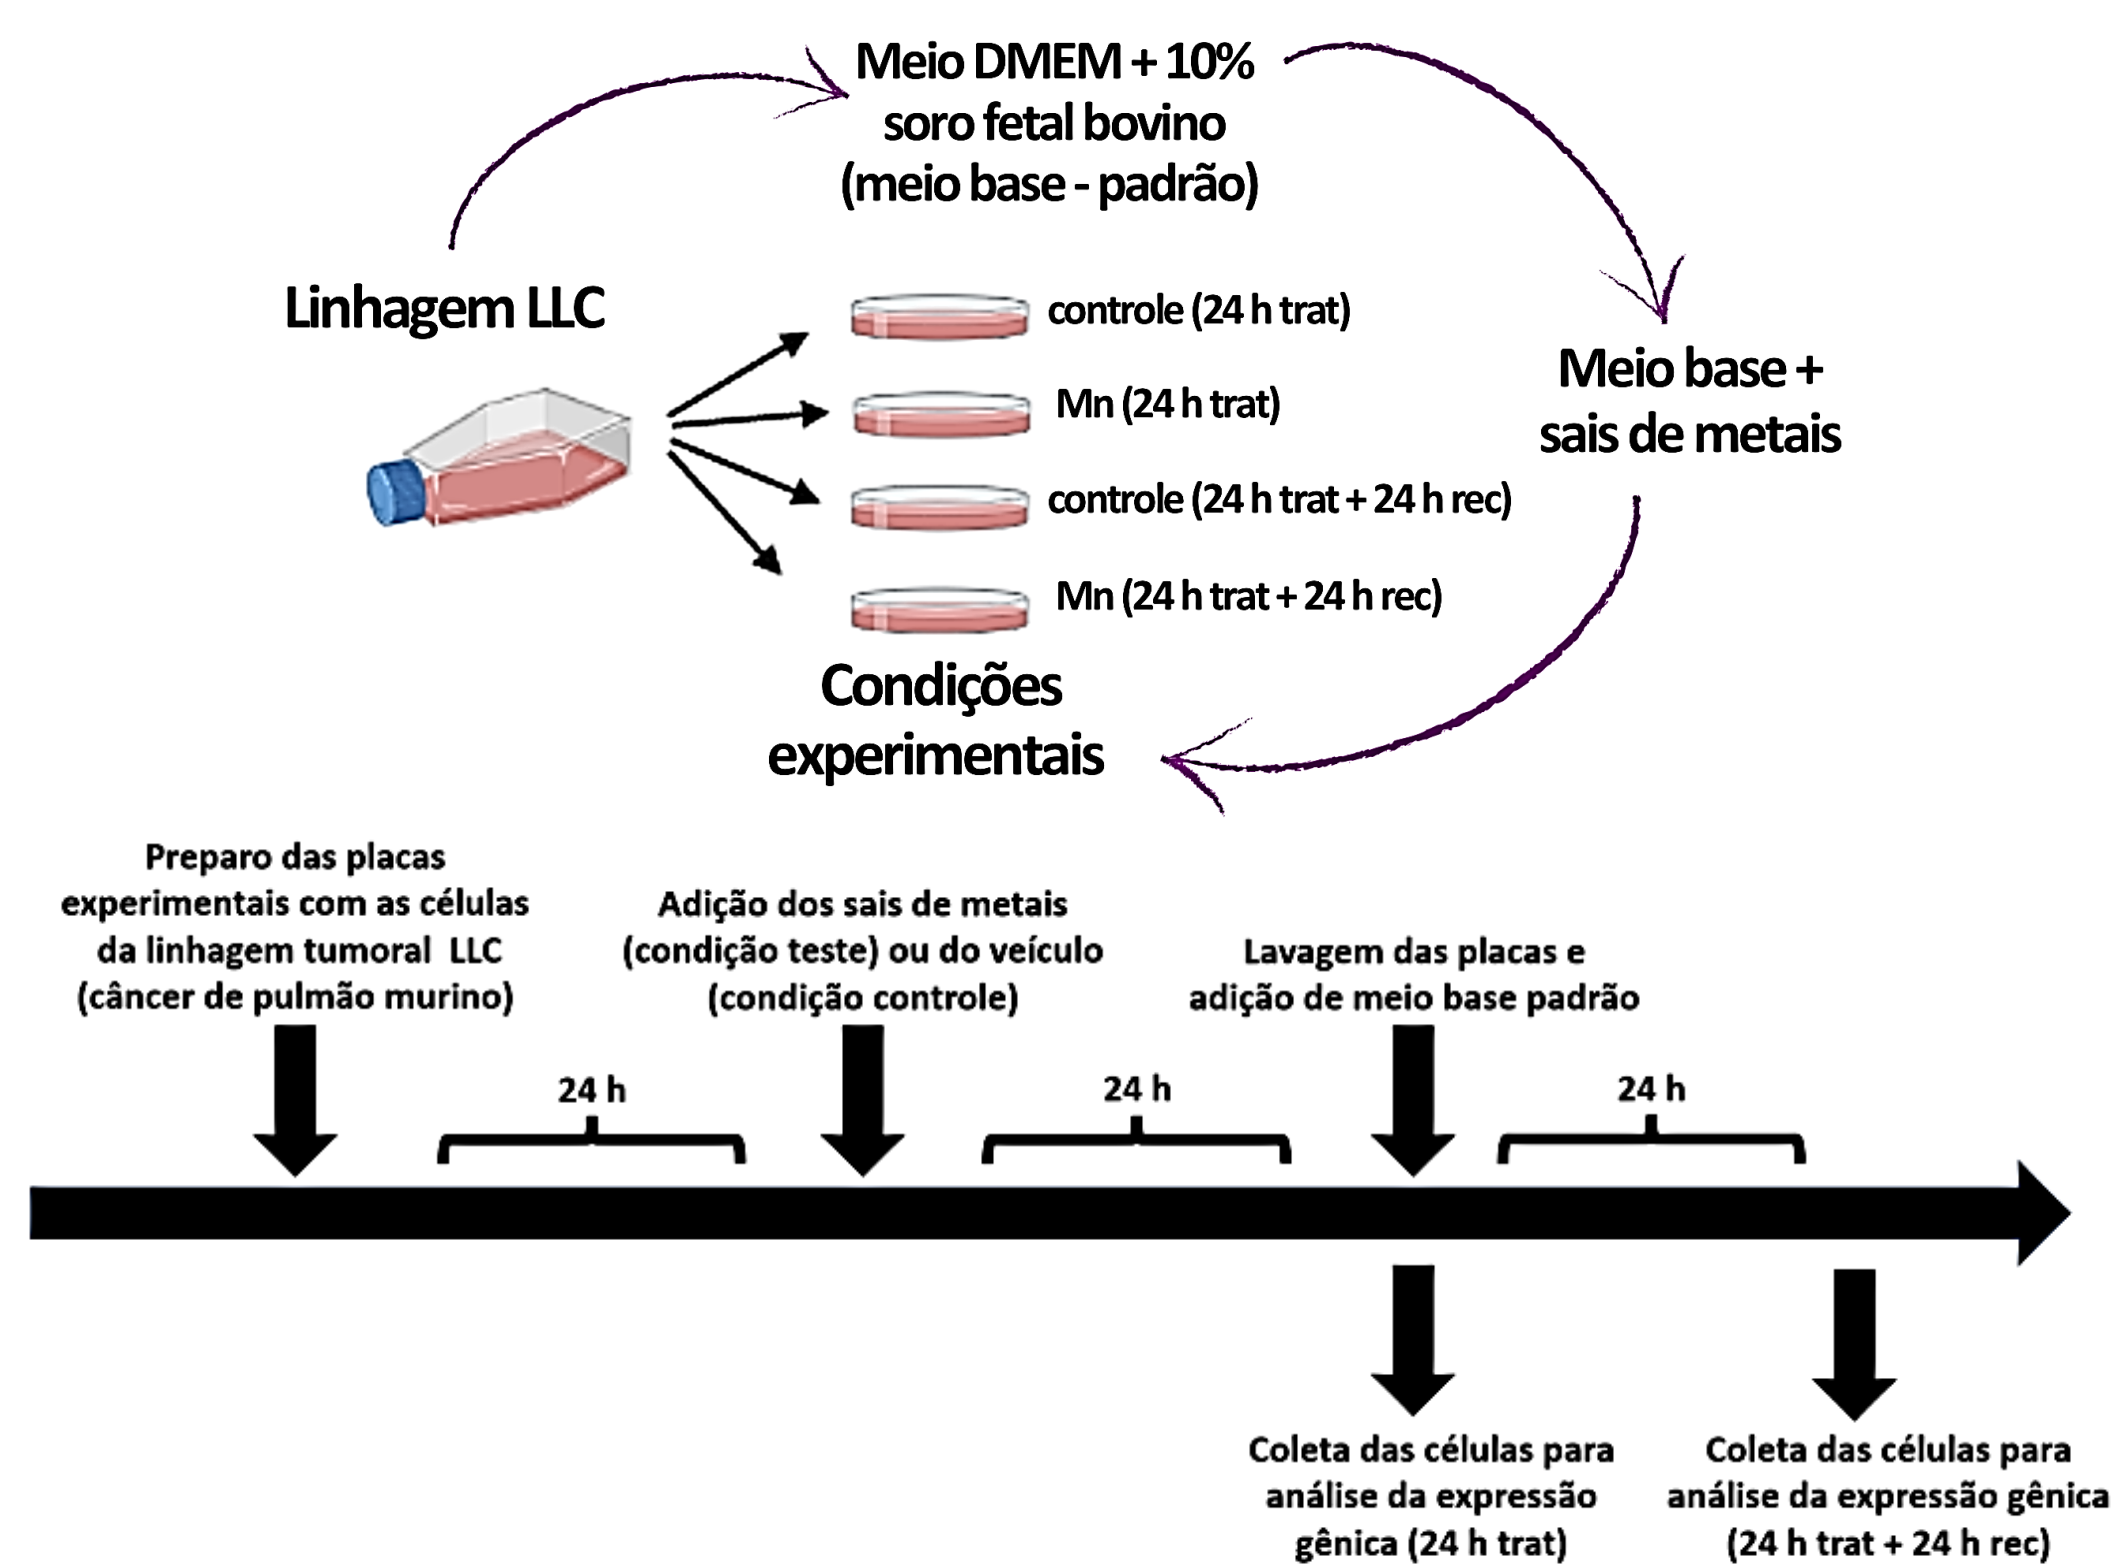 Meio DMEM + 10%
soro fetal bovino
(meio base - padrão)
Linhagem LLC
controle (24 h trat)
Mn (24 h trat)
controle (24 h trat + 24 h rec)
Mn (24 h trat + 24 h rec)
Meio base +
sais de metais
Condições
experimentais
Preparo das placas
experimentais com as células
da linhagem tumoral LLC
(câncer de pulmão murino)
Adição dos sais de metais
(condição teste) ou do veículo
(condição controle)
Lavagem das placas e
adição de meio base padrão
24 h
24 h
24 h
Coleta das células para
análise da expressão
gênica (24 h trat)
Coleta das células para
análise da expressão gênica
(24 h trat + 24 h rec)